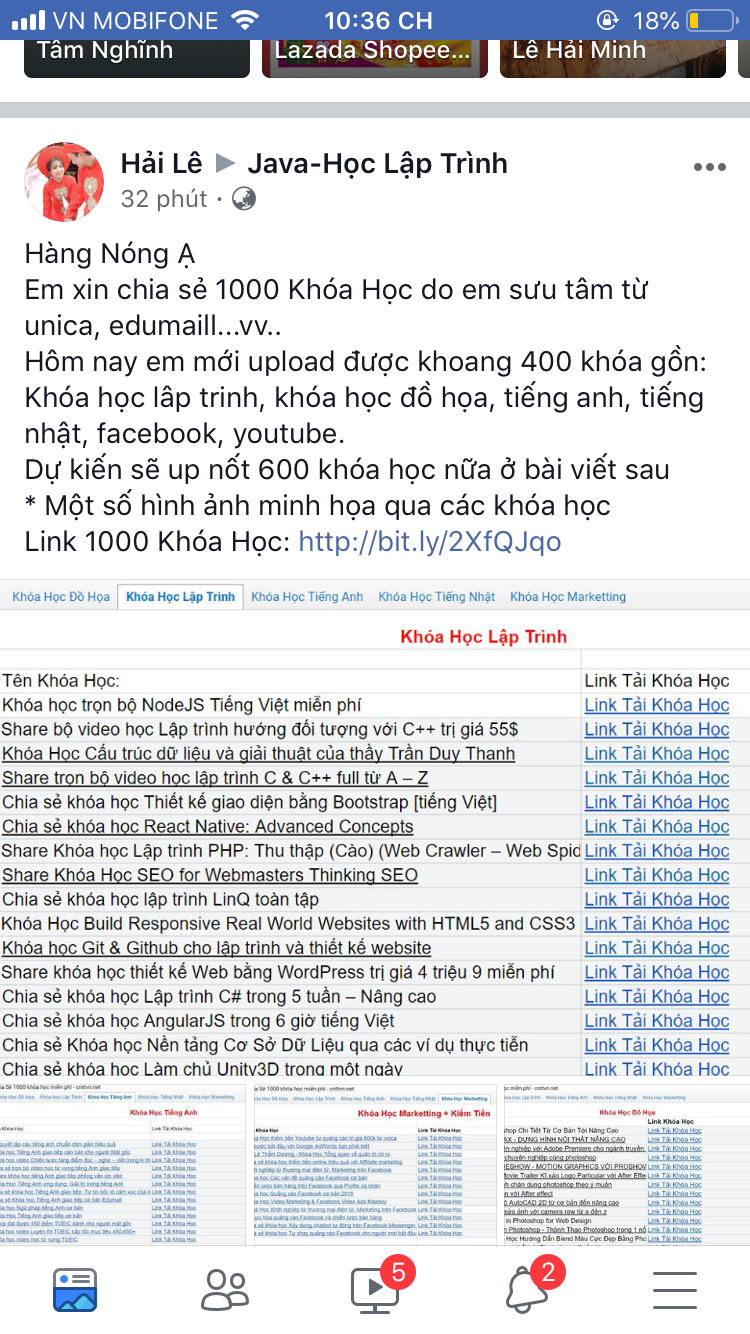 VN MOBIFONE 10:36 CH 18%
Tâm Nghĩnh Lazada Shopee... Lê Hải Minh
Hải Lê ▶ Java-Học Lập Trình
32 phút ·
Hàng Nóng Ạ
Em xin chia sẻ 1000 Khóa Học do em sưu tâm từ
unica, edumaill...vv..
Hôm nay em mới upload được khoang 400 khóa gồn:
Khóa học lâp trinh, khóa học đồ họa, tiếng anh, tiếng
nhật, facebook, youtube.
Dự kiến sẽ up nốt 600 khóa học nữa ở bài viết sau
* Một số hình ảnh minh họa qua các khóa học
Link 1000 Khóa Học: http://bit.ly/2XfQJqo
Khóa Học Đồ Họa Khóa Học Lập Trình Khóa Học Tiếng Anh Khóa Học Tiếng Nhật Khóa Học Marketting
Khóa Học Lập Trình
Tên Khóa Học: Link Tải Khóa Học
Khóa học trọn bộ NodeJS Tiếng Việt miễn phí Link Tải Khóa Học
Share bộ video học Lập trình hướng đối tượng với C++ trị giá 55$ Link Tải Khóa Học
Khóa Học Cấu trúc dữ liệu và giải thuật của thầy Trần Duy Thanh Link Tải Khóa Học
Share trọn bộ video học lập trình C & C++ full từ A – Z Link Tải Khóa Học
Chia sẻ khóa học Thiết kế giao diện bằng Bootstrap [tiếng Việt] Link Tải Khóa Học
Chia sẻ khóa học React Native: Advanced Concepts Link Tải Khóa Học
Share Khóa học Lập trình PHP: Thu thập (Cào) (Web Crawler – Web Spid Link Tải Khóa Học
Share Khóa Học SEO for Webmasters Thinking SEO Link Tải Khóa Học
Chia sẻ khóa học lập trình LinQ toàn tập Link Tải Khóa Học
Khóa Học Build Responsive Real World Websites with HTML5 and CSS3 Link Tải Khóa Học
Khóa học Git & Github cho lập trình và thiết kế website Link Tải Khóa Học
Share khóa học thiết kế Web bằng WordPress trị giá 4 triệu 9 miễn phí Link Tải Khóa Học
Chia sẻ khóa học Lập trình C# trong 5 tuần – Nâng cao Link Tải Khóa Học
Chia sẻ khóa học AngularJS trong 6 giờ tiếng Việt Link Tải Khóa Học
Chia sẻ Khóa học Nền tảng Cơ Sở Dữ Liệu qua các ví dụ thực tiễn Link Tải Khóa Học
Chia sẻ khóa học Làm chủ Unity3D trong một ngày Link Tải Khóa Học
Khóa Học Tiếng Anh
Khóa Học Marketing + Kiếm Tiền
Khóa Học Đồ Họa
5 2